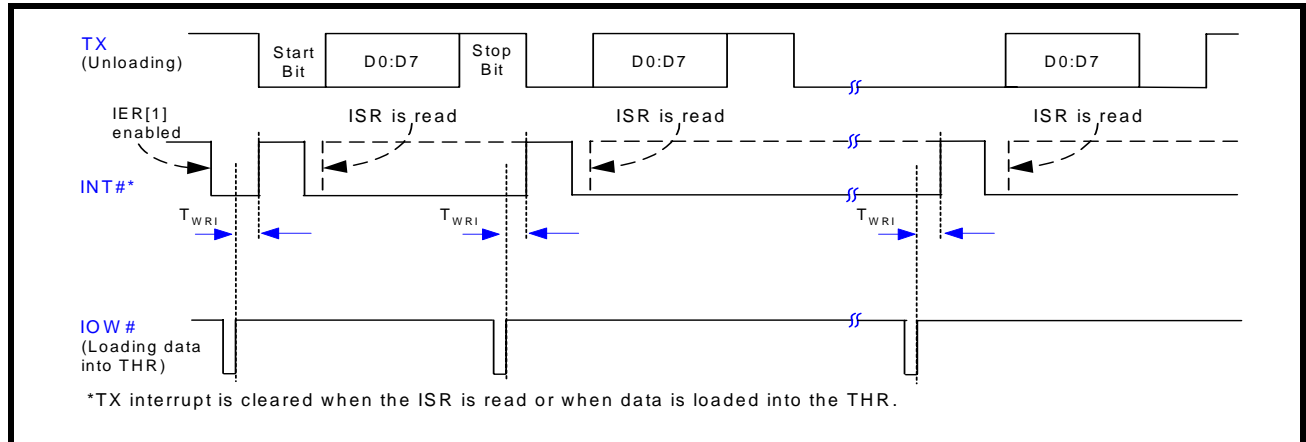 TX
(Unloading)
Start
Bit
D0:D7
Stop
Bit
D0:D7
D0:D7
IER[1]
enabled
ISR is read
ISR is read
ISR is read
INT#*
TWRI
TWRI
TWRI
IOW#
(Loading data
into THR)
*TX interrupt is cleared when the ISR is read or when data is loaded into the THR.